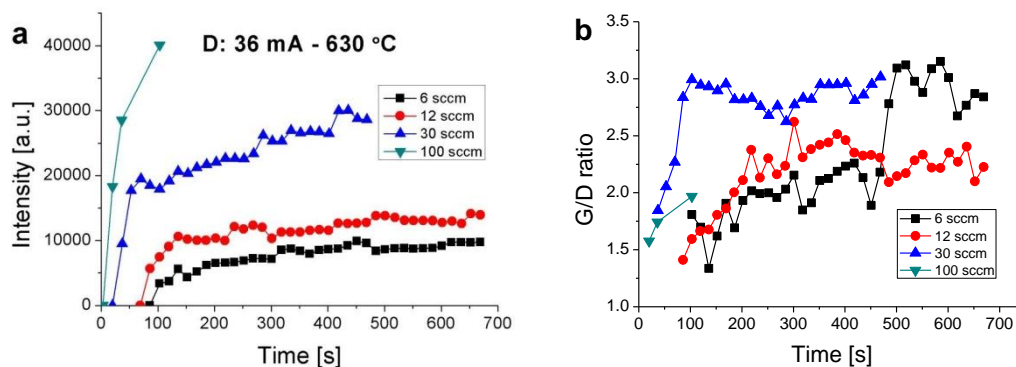 a
D: 36 mA - 630 °C
Intensity [a.u.]
40000
30000
20000
10000
0
6 sccm
12 sccm
30 sccm
100 sccm
0 100 200 300 400 500 600 700
Time [s]
b
G/D ratio
3.5
3.0
2.5
2.0
1.5
1.0
6 sccm
12 sccm
30 sccm
100 sccm
0 100 200 300 400 500 600 700
Time [s]